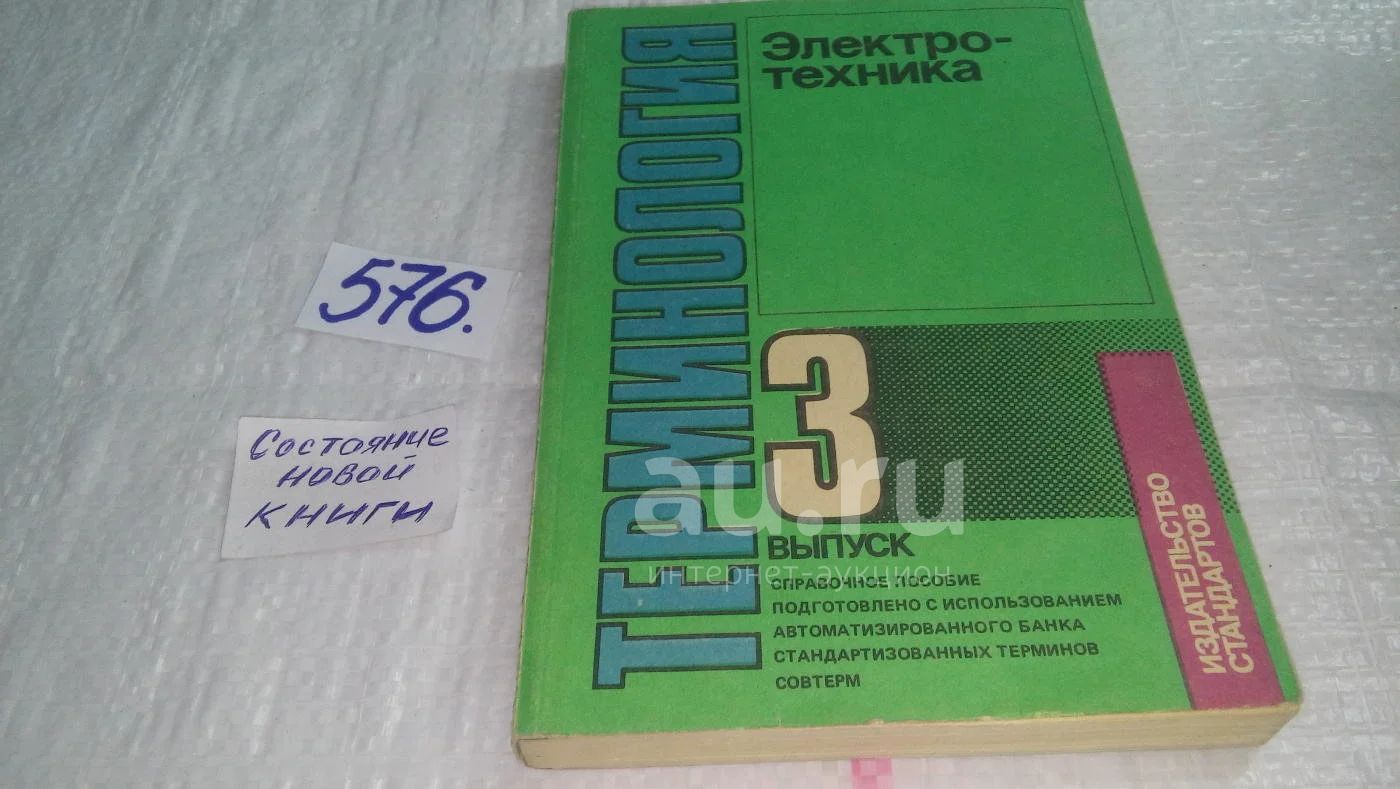 ТЕРМИНОЛОГИЯ
Электро-
техника
3
ВЫПУСК
СПРАВОЧНОЕ ПОСОБИЕ
ПОДГОТОВЛЕНО С ИСПОЛЬЗОВАНИЕМ
АВТОМАТИЗИРОВАННОГО БАНКА
СТАНДАРТИЗОВАННЫХ ТЕРМИНОВ
СОВТЕРМ
ИЗДАТЕЛЬСТВО
СТАНДАРТОВ
576.
Состояние
новой
книги
au.ru
интернет-аукцион